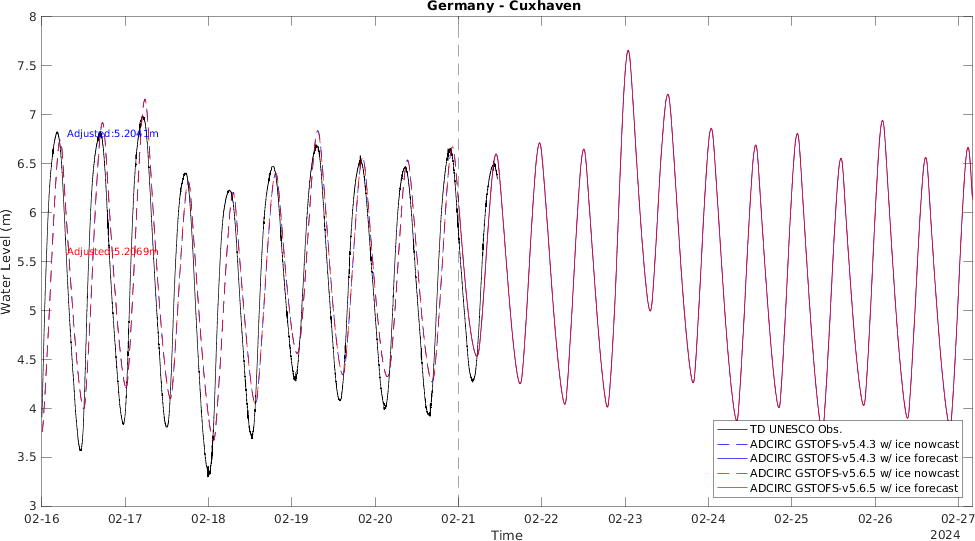 Germany - Cuxhaven
8
7.5
7
6.5
6
5.5
5
4.5
4
3.5
3
Water Level (m)
Adjusted:5.2041m
Adjusted:5.2069m
TD UNESCO Obs.
ADCIRC GSTOFS-v5.4.3 w/ ice nowcast
ADCIRC GSTOFS-v5.4.3 w/ ice forecast
ADCIRC GSTOFS-v5.6.5 w/ ice nowcast
ADCIRC GSTOFS-v5.6.5 w/ ice forecast
02-16 02-17 02-18 02-19 02-20 02-21 02-22 02-23 02-24 02-25 02-26 02-27
Time
2024